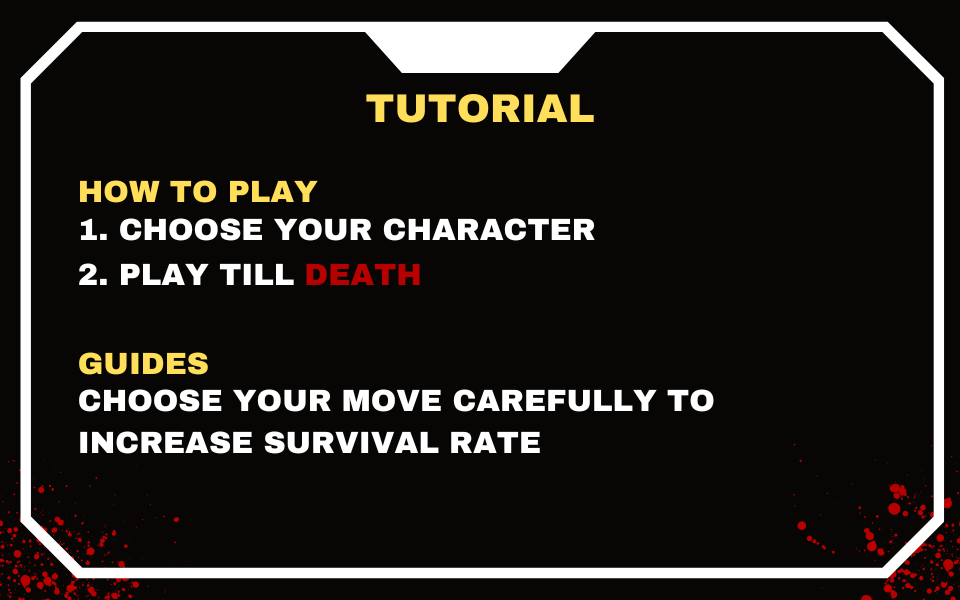 TUTORIAL
HOW TO PLAY
1. CHOOSE YOUR CHARACTER
2. PLAY TILL DEATH
GUIDES
CHOOSE YOUR MOVE CAREFULLY TO
INCREASE SURVIVAL RATE